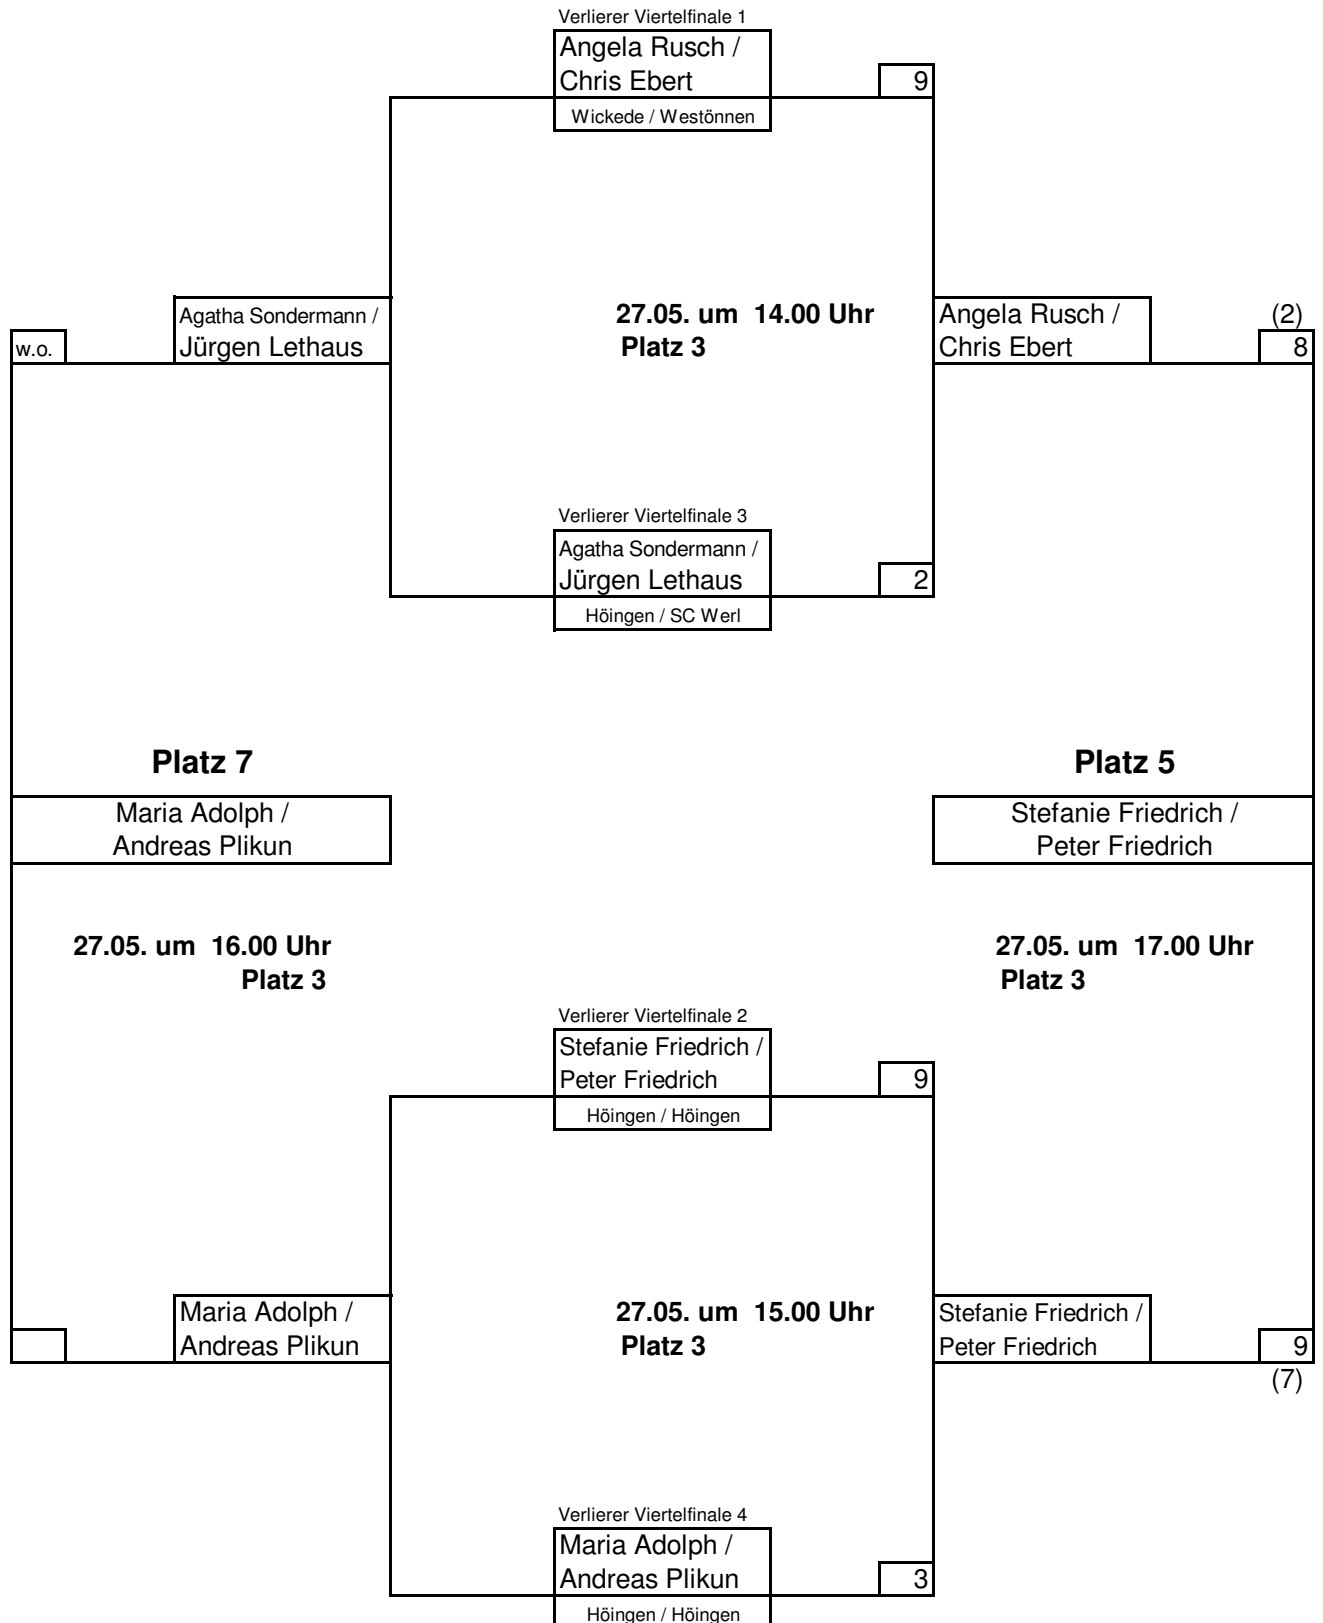 Verlierer Viertelfinale 1
Angela Rusch /
Chris Ebert
9
Wickede / Westönnen
Agatha Sondermann /
Jürgen Lethaus
w.o.
27.05. um 14.00 Uhr
Platz 3
Angela Rusch /
Chris Ebert
(2)
8
Verlierer Viertelfinale 3
Agatha Sondermann /
Jürgen Lethaus
2
Höingen / SC Werl
Platz 7
Maria Adolph /
Andreas Plikun
27.05. um 16.00 Uhr
Platz 3
Platz 5
Stefanie Friedrich /
Peter Friedrich
27.05. um 17.00 Uhr
Platz 3
Verlierer Viertelfinale 2
Stefanie Friedrich /
Peter Friedrich
9
Höingen / Höingen
Maria Adolph /
Andreas Plikun
27.05. um 15.00 Uhr
Platz 3
Stefanie Friedrich /
Peter Friedrich
9
(7)
Verlierer Viertelfinale 4
Maria Adolph /
Andreas Plikun
3
Höingen / Höingen